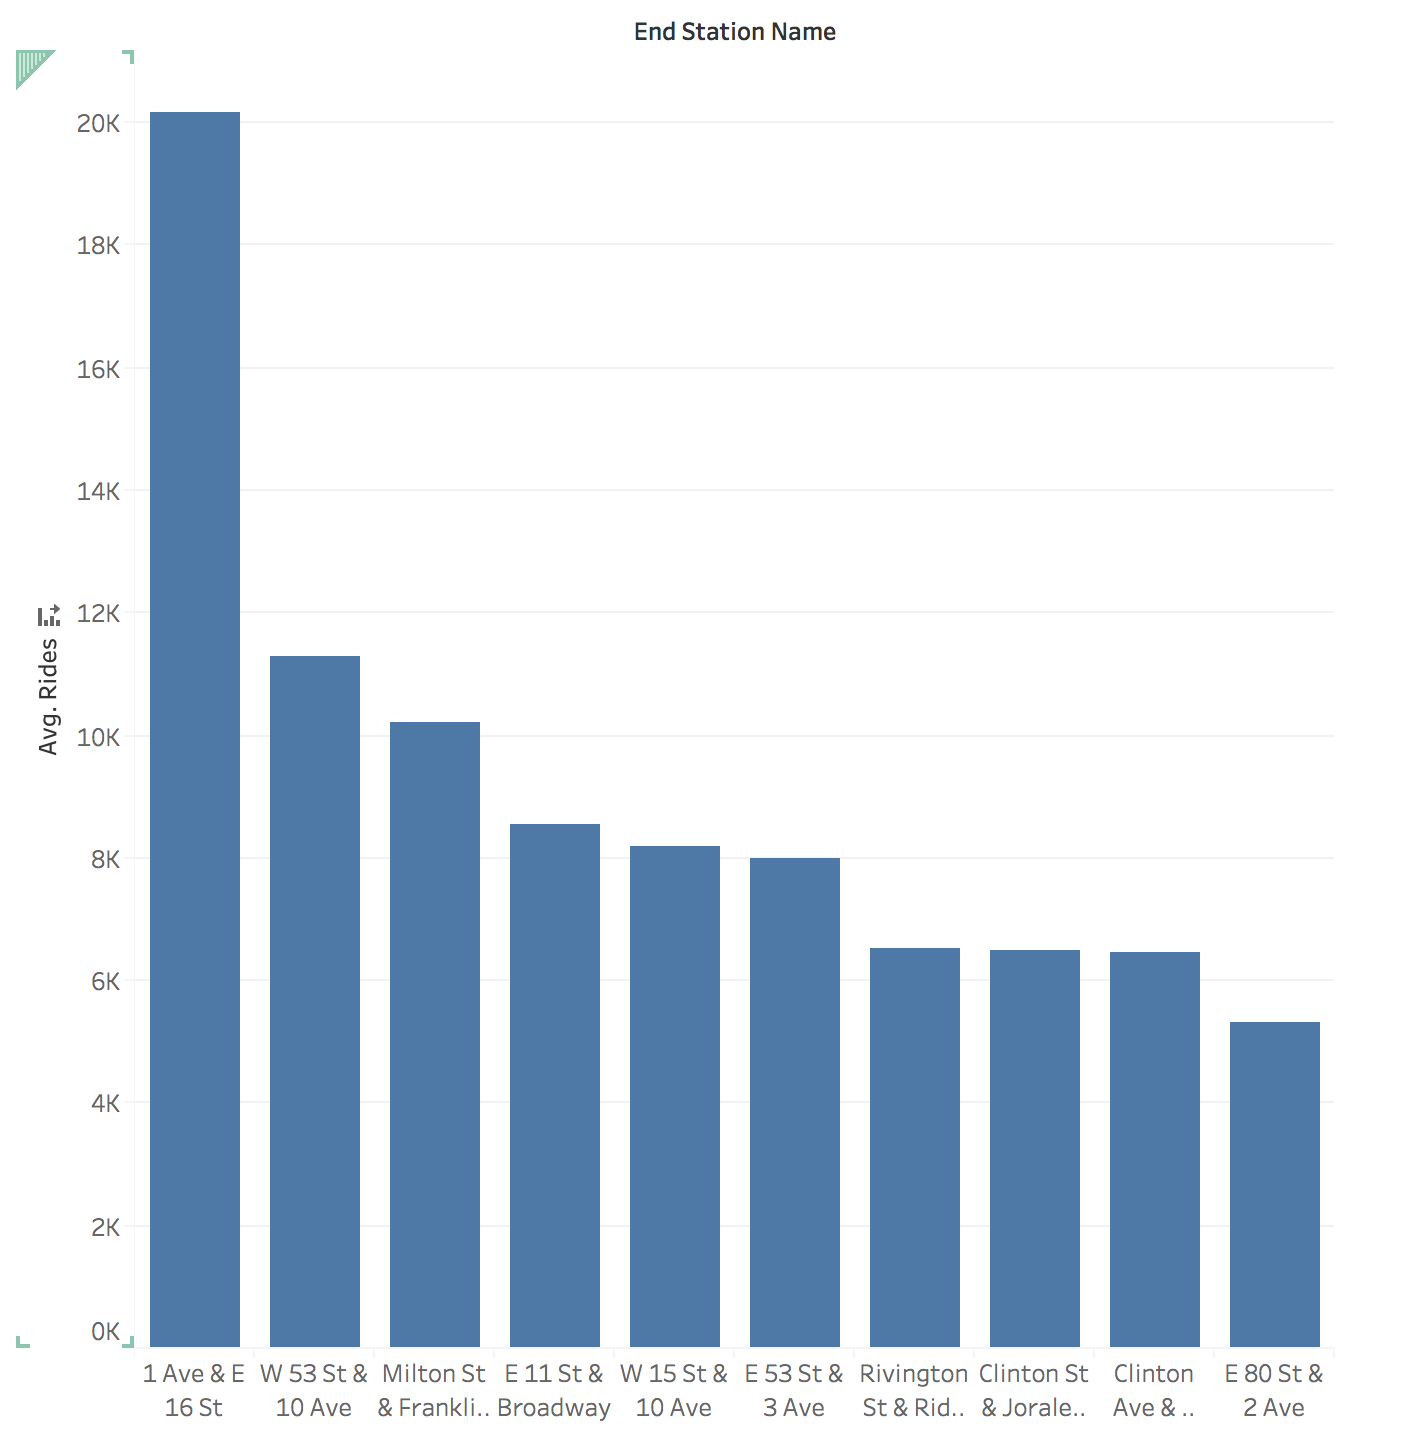 End Station Name
20K
18K
16K
14K
12K
10K
8K
6K
4K
2K
0K
Avg. Rides
1 Ave & E
16 St
W 53 St &
10 Ave
Milton St
& Frankli..
E 11 St &
Broadway
W 15 St &
10 Ave
E 53 St &
3 Ave
Rivington
St & Rid..
Clinton St
& Jorale..
Clinton
Ave & ..
E 80 St &
2 Ave